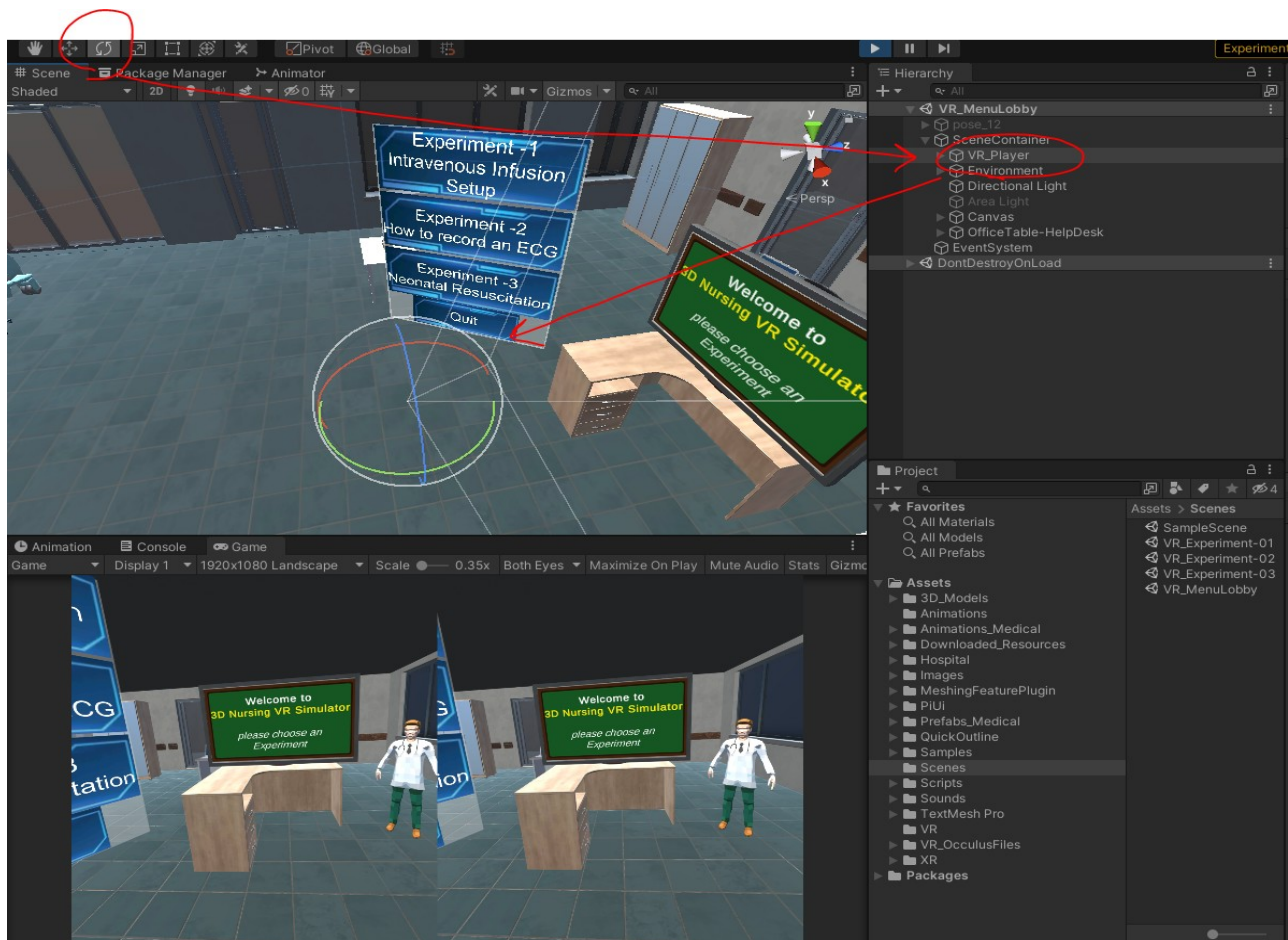 Pivot
Global
Experiment
Scene
Package Manager
Animator
Shaded
2D
0
Gizmos
All
y
z
x
Persp
Experiment -1
Intravenous Infusion
Setup
Experiment -2
How to record an ECG
Experiment -3
Neonatal Resuscitation
Quit
Welcome to
3D Nursing VR Simulato
please choose an
Experiment
Hierarchy
All
VR_MenuLobby
pose_12
SceneContainer
VR_Player
Environment
Directional Light
Area Light
Canvas
OfficeTable-HelpDesk
EventSystem
DontDestroyOnLoad
Animation
Console
Game
Game
Display 1
1920x1080 Landscape
Scale
0.35x
Both Eyes
Maximize On Play
Mute Audio
Stats
Gizmo
CG
tation
Welcome to
3D Nursing VR Simulator
please choose an
Experiment
ion
Welcome to
3D Nursing VR Simulator
please choose an
Experiment
Project
4
Favorites
All Materials
All Models
All Prefabs
Assets
3D_Models
Animations
Animations_Medical
Downloaded_Resources
Hospital
Images
MeshingFeaturePlugin
PiUi
Prefabs_Medical
QuickOutline
Samples
Scenes
Scripts
Sounds
TextMesh Pro
VR
VR_OcculusFiles
XR
Packages
Assets > Scenes
SampleScene
VR_Experiment-01
VR_Experiment-02
VR_Experiment-03
VR_MenuLobby